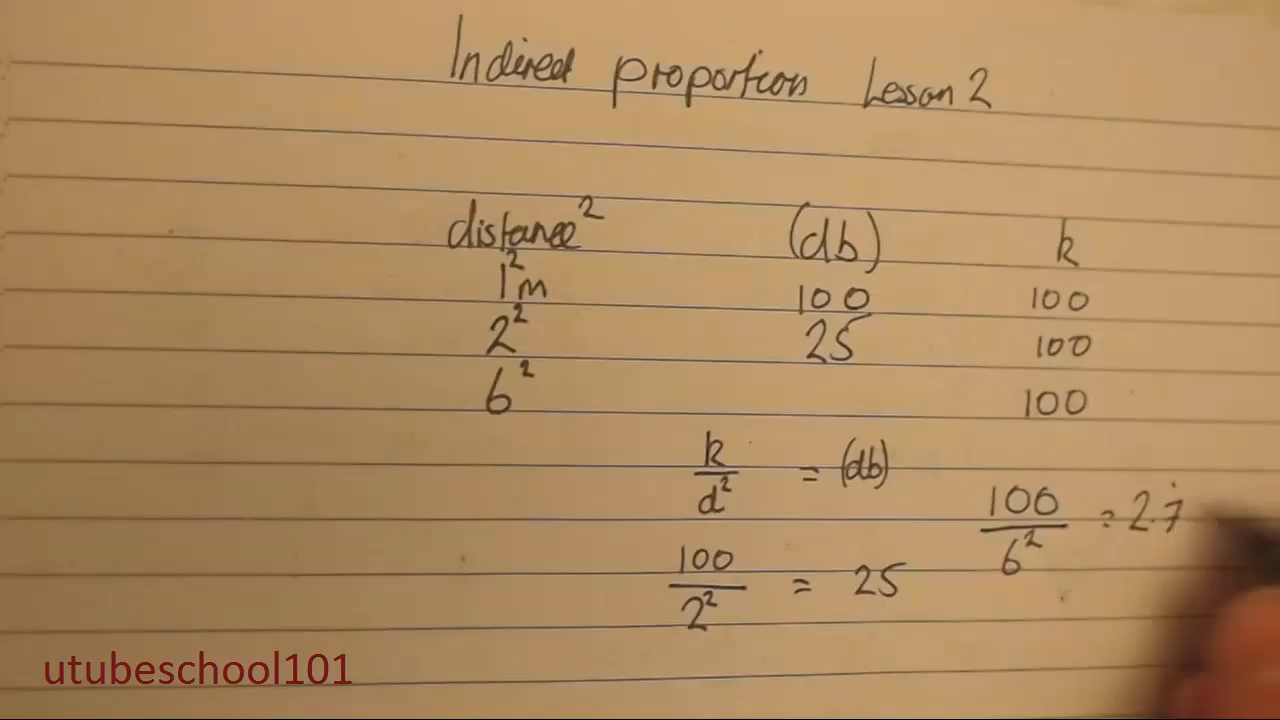 Indirect proportion Lesson 2
distance² (db) k
1²m 100 100
2² 25 100
6² 100
k/d² = (db)
100/6² = 2.7̇
100/2² = 25
utubeschool101